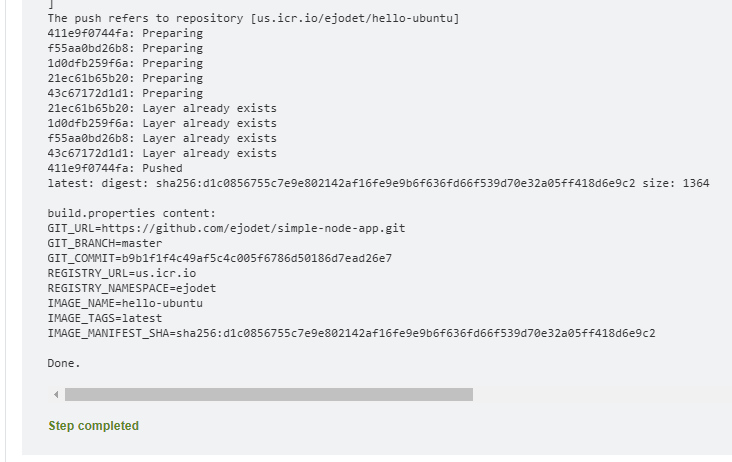 ]
The push refers to repository [us.icr.io/ejodet/hello-ubuntu]
411e9f0744fa: Preparing
f55aa0bd26b8: Preparing
1d0dfb259f6a: Preparing
21ec61b65b20: Preparing
43c67172d1d1: Preparing
21ec61b65b20: Layer already exists
1d0dfb259f6a: Layer already exists
f55aa0bd26b8: Layer already exists
43c67172d1d1: Layer already exists
411e9f0744fa: Pushed
latest: digest: sha256:d1c0856755c7e9e802142af16fe9e9b6f636fd66f539d70e32a05ff418d6e9c2 size: 1364
build.properties content:
GIT_URL=https://github.com/ejodet/simple-node-app.git
GIT_BRANCH=master
GIT_COMMIT=b9b1f1f4c49af5c4c005f6786d50186d7ead26e7
REGISTRY_URL=us.icr.io
REGISTRY_NAMESPACE=ejodet
IMAGE_NAME=hello-ubuntu
IMAGE_TAGS=latest
IMAGE_MANIFEST_SHA=sha256:d1c0856755c7e9e802142af16fe9e9b6f636fd66f539d70e32a05ff418d6e9c2
Done.
Step completed